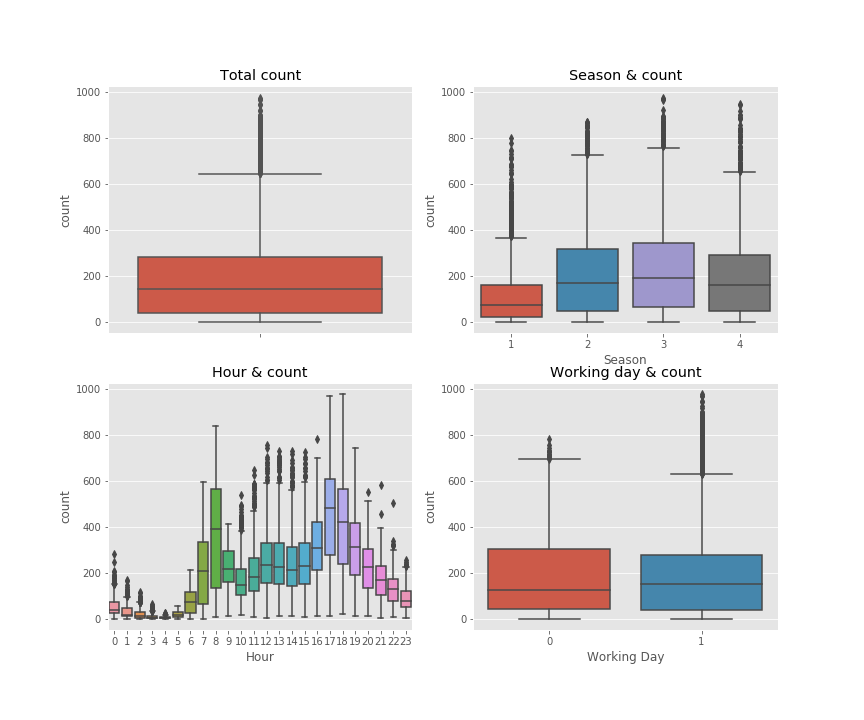 Total count
1000
800
600
400
200
0
count
Season & count
1000
800
600
400
200
0
count
1 2 3 4
Season
Hour & count
1000
800
600
400
200
0
count
0 1 2 3 4 5 6 7 8 9 10 11 12 13 14 15 16 17 18 19 20 21 22 23
Hour
Working day & count
1000
800
600
400
200
0
count
0 1
Working Day